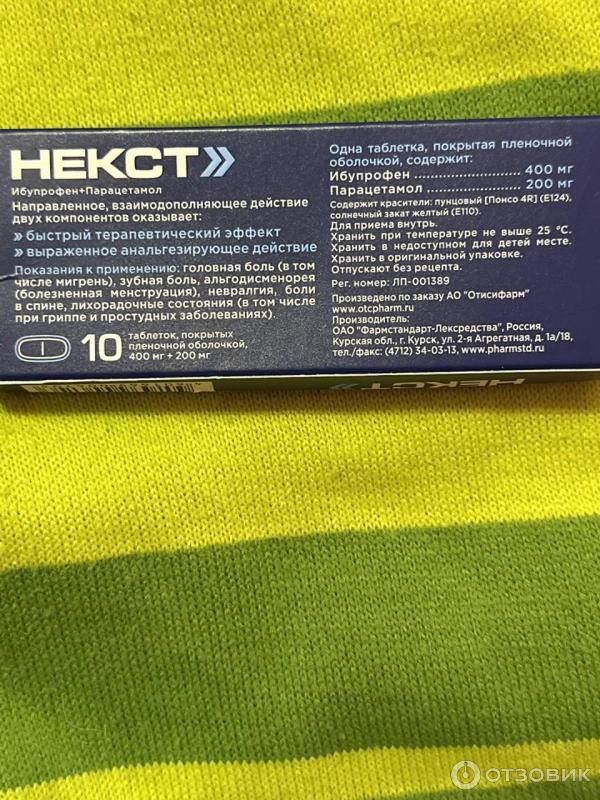 НЕКСТ»
Ибупрофен+Парацетамол
Направленное, взаимодополняющее действие
двух компонентов оказывает:
» быстрый терапевтический эффект
» выраженное анальгезирующее действие
Показания к применению: головная боль (в том
числе мигрень), зубная боль, альгодисменорея
(болезненная менструация), невралгия, боли
в спине, лихорадочные состояния (в том числе
при гриппе и простудных заболеваниях).
10 таблеток, покрытых
пленочной оболочкой,
400 мг + 200 мг
Одна таблетка, покрытая пленочной
оболочкой, содержит:
Ибупрофен ........................ 400 мг
Парацетамол ..................... 200 мг
Содержит красители: пунцовый [Понсо 4R] (E124),
солнечный закат желтый (E110).
Для приема внутрь.
Хранить при температуре не выше 25 °C.
Хранить в недоступном для детей месте.
Хранить в оригинальной упаковке.
Отпускают без рецепта.
Рег. номер: ЛП-001389
Произведено по заказу АО "Отисифарм"
www.otcpharm.ru
Производитель:
ОАО "Фармстандарт-Лексредства", Россия,
Курская обл., г. Курск, ул. 2-я Агрегатная, д. 1а/18,
тел./факс: (4712) 34-03-13, www.pharmstd.ru
НЕКСТ»
ОТЗОВИК